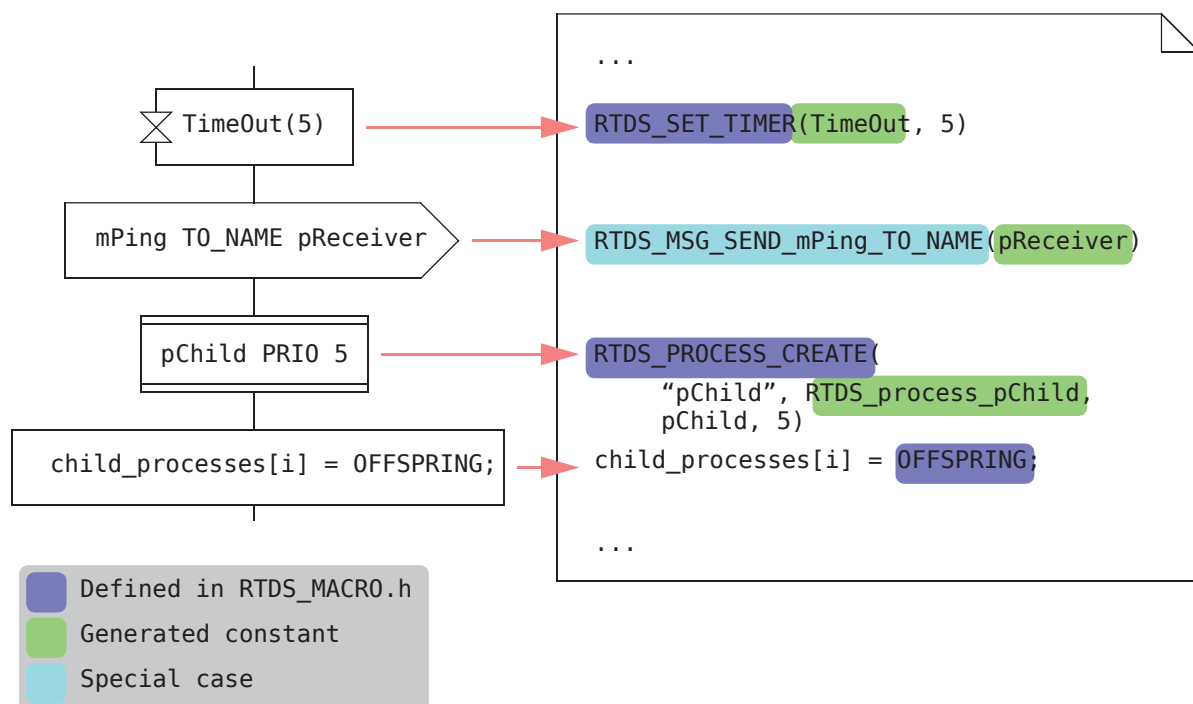 ...
TimeOut(5)
RTDS_SET_TIMER(TimeOut, 5)
mPing TO_NAME pReceiver
RTDS_MSG_SEND_mPing_TO_NAME(pReceiver)
pChild PRIO 5
RTDS_PROCESS_CREATE(
“pChild”, RTDS_process_pChild,
pChild, 5)
child_processes[i] = OFFSPRING;
child_processes[i] = OFFSPRING;
...
Defined in RTDS_MACRO.h
Generated constant
Special case